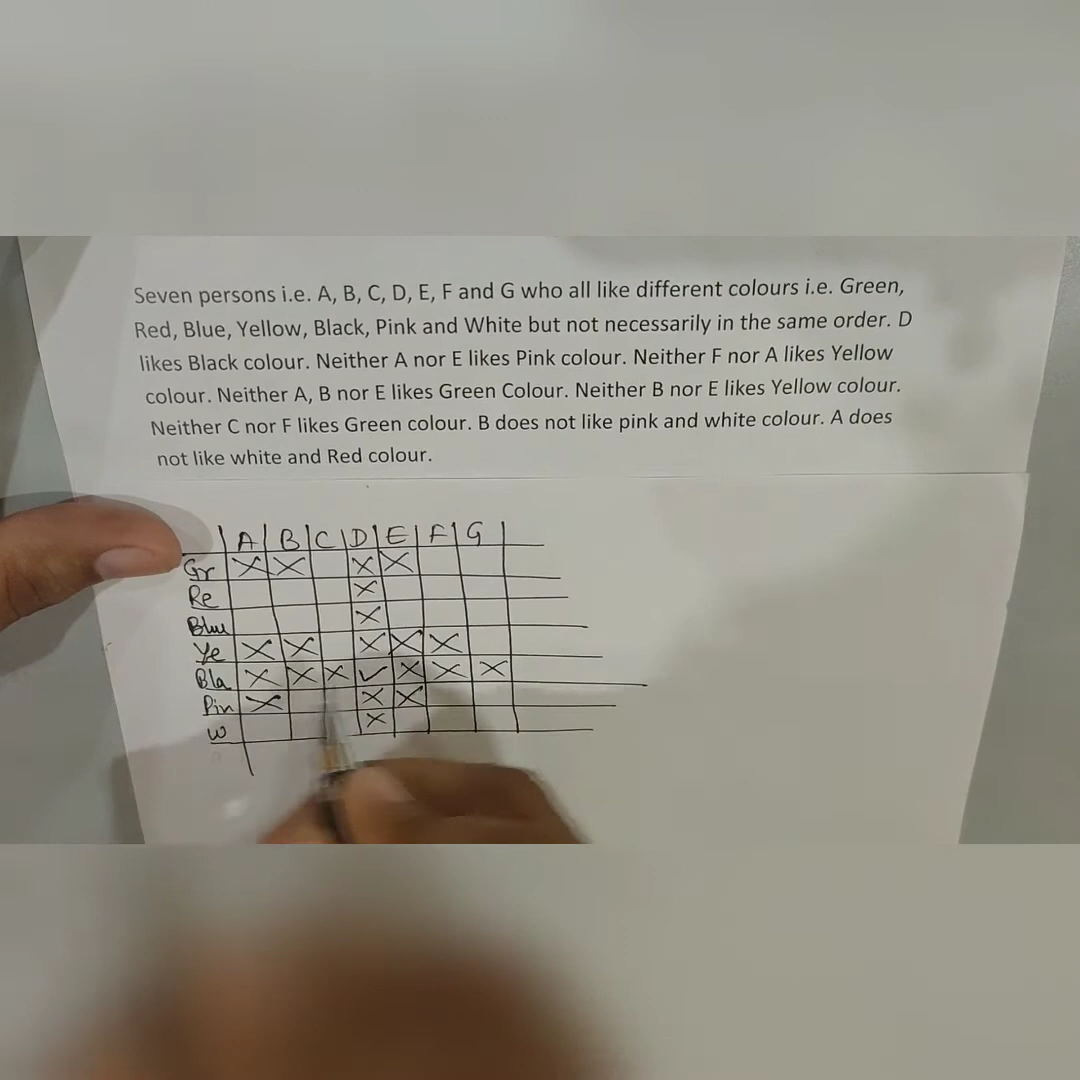 Seven persons i.e. A, B, C, D, E, F and G who all like different colours i.e. Green,
Red, Blue, Yellow, Black, Pink and White but not necessarily in the same order. D
likes Black colour. Neither A nor E likes Pink colour. Neither F nor A likes Yellow
colour. Neither A, B nor E likes Green Colour. Neither B nor E likes Yellow colour.
Neither C nor F likes Green colour. B does not like pink and white colour. A does
not like white and Red colour.
A B C D E F G
Gr X X X X
Re X
Blu X
Ye X X X X X
Bla X X X ✓ X X X
Pin X X X
W X